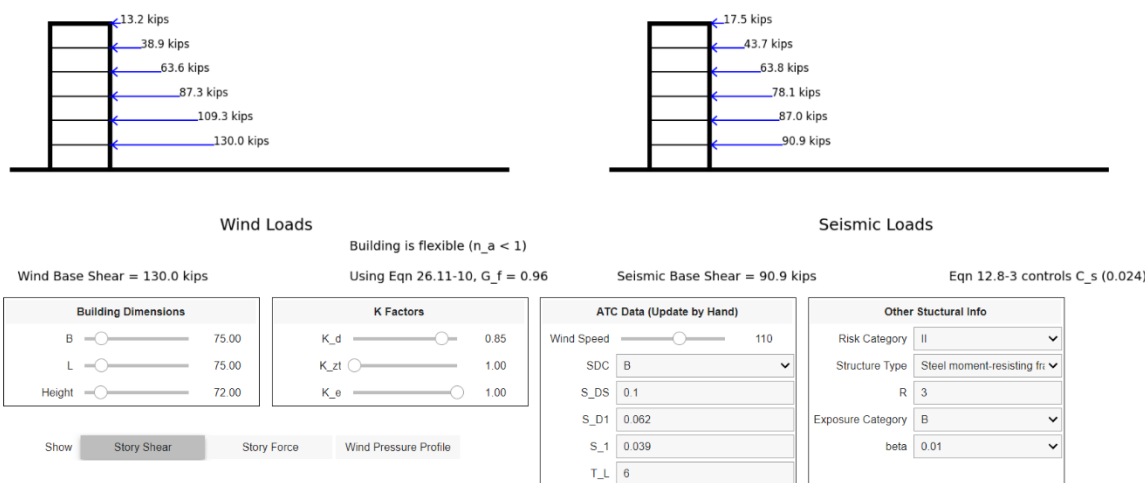 13.2 kips
38.9 kips
63.6 kips
87.3 kips
109.3 kips
130.0 kips
17.5 kips
43.7 kips
63.8 kips
78.1 kips
87.0 kips
90.9 kips
Wind Loads
Seismic Loads
Building is flexible (n_a < 1)
Wind Base Shear = 130.0 kips
Using Eqn 26.11-10, G_f = 0.96
Seismic Base Shear = 90.9 kips
Eqn 12.8-3 controls C_s (0.024)
Building Dimensions
B 75.00
L 75.00
Height 72.00
K Factors
K_d 0.85
K_zt 1.00
K_e 1.00
ATC Data (Update by Hand)
Wind Speed 110
SDC B
S_DS 0.1
S_D1 0.062
S_1 0.039
T_L 6
Other Stuctural Info
Risk Category II
Structure Type Steel moment-resisting fra
R 3
Exposure Category B
beta 0.01
Show Story Shear Story Force Wind Pressure Profile